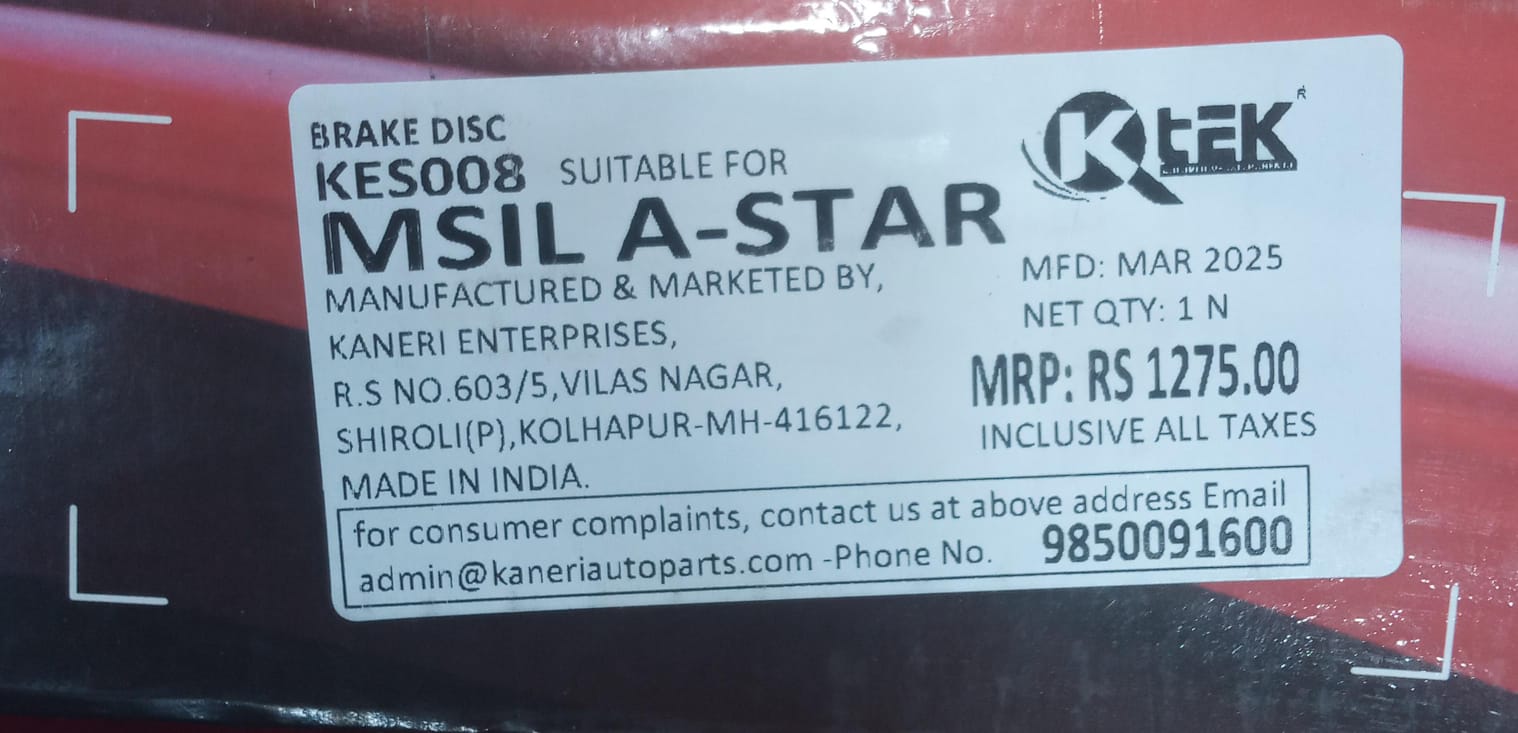 BRAKE DISC
KES008 SUITABLE FOR
MSIL A-STAR
MANUFACTURED & MARKETED BY,
KANERI ENTERPRISES,
R.S NO.603/5,VILAS NAGAR,
SHIROLI(P),KOLHAPUR-MH-416122,
MADE IN INDIA.
K tEK R
MFD: MAR 2025
NET QTY: 1 N
MRP: RS 1275.00
INCLUSIVE ALL TAXES
for consumer complaints, contact us at above address Email
admin@kaneriautoparts.com -Phone No. 9850091600